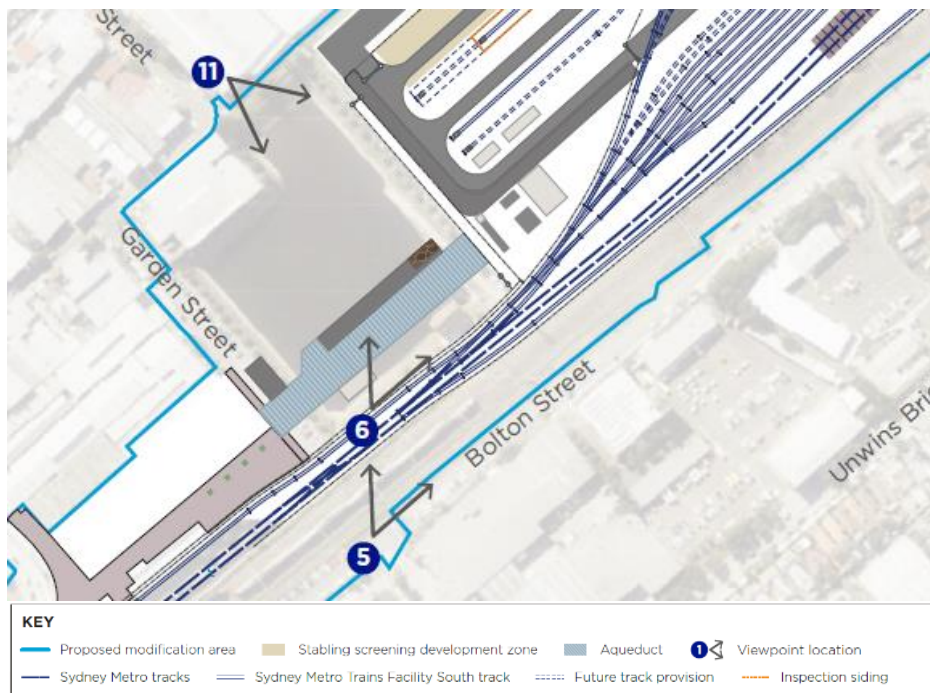 Street
11
Garden Street
6
Bolton Street
Unwins Bri
5
KEY
Proposed modification area
Stabling screening development zone
Aqueduct
1
Viewpoint location
Sydney Metro tracks
Sydney Metro Trains Facility South track
Future track provision
Inspection siding